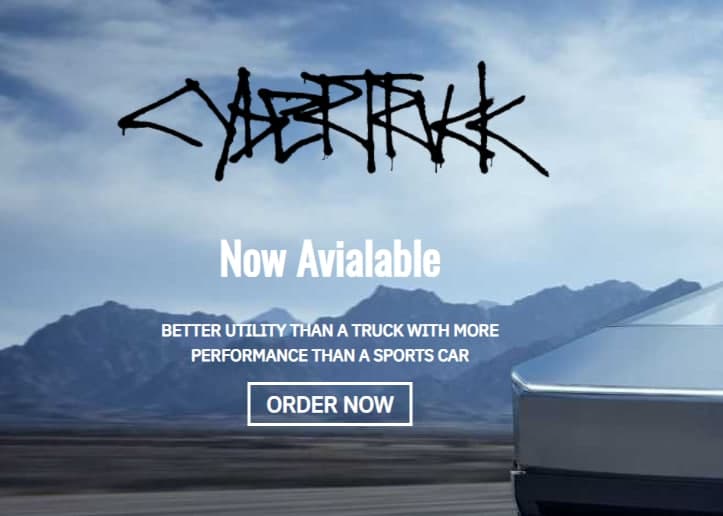 CYBERTRUCK
Now Avialable
BETTER UTILITY THAN A TRUCK WITH MORE
PERFORMANCE THAN A SPORTS CAR
ORDER NOW